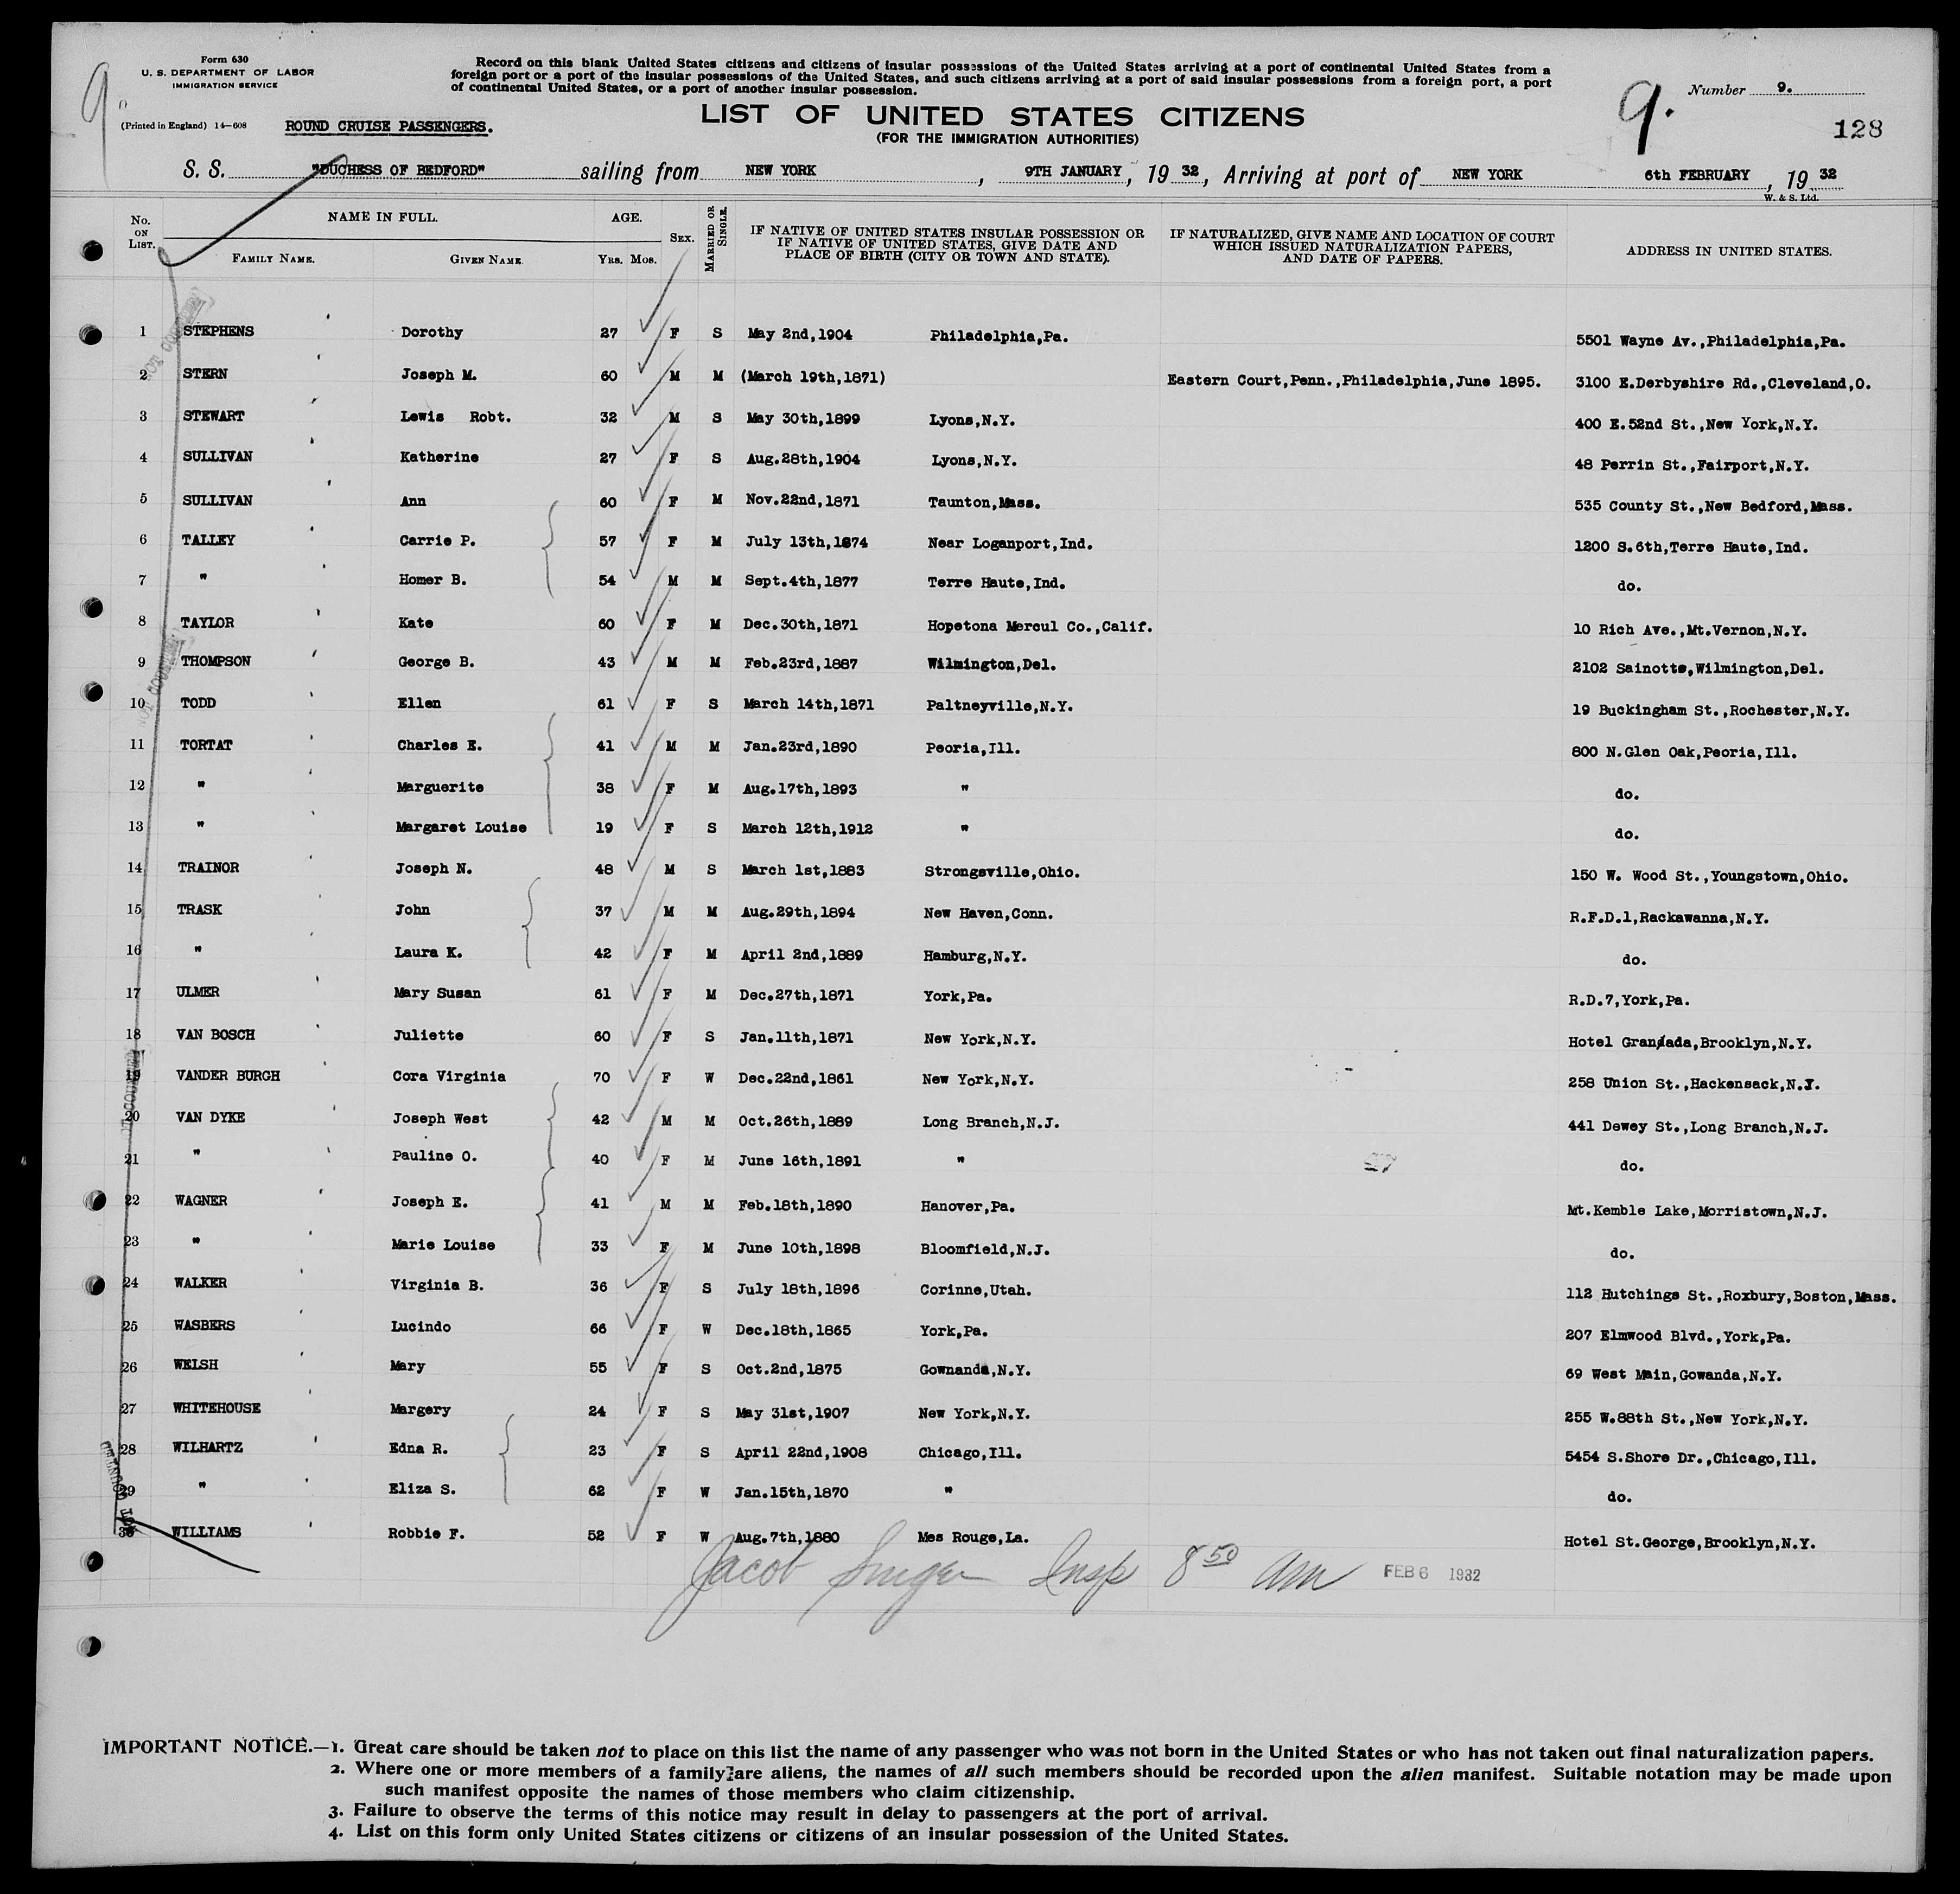 Form 630
U. S. DEPARTMENT OF LABOR
IMMIGRATION SERVICE
(Printed in England) 14—608
ROUND CRUISE PASSENGERS.
Record on this blank United States citizens and citizens of insular possessions of the United States arriving at a port of continental United States from a
foreign port or a port of the insular possessions of the United States, and such citizens arriving at a port of said insular possessions from a foreign port, a port
of continental United States, or a port of another insular possession.
LIST OF UNITED STATES CITIZENS
(FOR THE IMMIGRATION AUTHORITIES)
9
9.
Number 9.
128
S. S. "DUCHESS OF BEDFORD" sailing from NEW YORK, 9TH JANUARY, 19 32, Arriving at port of NEW YORK 6th FEBRUARY, 19 32
W. & S. Ltd.
No. ON LIST. NAME IN FULL. FAMILY NAME. GIVEN NAME AGE. YRS. MOS. SEX. MARRIED OR SINGLE. IF NATIVE OF UNITED STATES INSULAR POSSESSION OR IF NATIVE OF UNITED STATES, GIVE DATE AND PLACE OF BIRTH (CITY OR TOWN AND STATE). IF NATURALIZED, GIVE NAME AND LOCATION OF COURT WHICH ISSUED NATURALIZATION PAPERS, AND DATE OF PAPERS. ADDRESS IN UNITED STATES.
1 STEPHENS Dorothy 27 F S May 2nd,1904 Philadelphia,Pa. 5501 Wayne Av.,Philadelphia,Pa.
2 STERN Joseph M. 60 M M (March 19th,1871) Eastern Court,Penn.,Philadelphia,June 1895. 3100 E.Derbyshire Rd.,Cleveland,O.
3 STEWART Lewis Robt. 32 M S May 30th,1899 Lyons,N.Y. 400 E.52nd St.,New York,N.Y.
4 SULLIVAN Katherine 27 F S Aug.28th,1904 Lyons,N.Y. 48 Perrin St.,Fairport,N.Y.
5 SULLIVAN Ann 60 F M Nov.22nd,1871 Taunton,Mass. 535 County St.,New Bedford,Mass.
6 TALLEY Carrie P. 57 F M July 13th,1874 Near Loganport,Ind. 1200 S.6th,Terre Haute,Ind.
7 " Homer B. 54 M M Sept.4th,1877 Terre Haute,Ind. do.
8 TAYLOR Kate 60 F M Dec.30th,1871 Hopetona Mercul Co.,Calif. 10 Rich Ave.,Mt.Vernon,N.Y.
9 THOMPSON George B. 43 M M Feb.23rd,1887 Wilmington,Del. 2102 Sainotte,Wilmington,Del.
10 TODD Ellen 61 F S March 14th,1871 Paltneyville,N.Y. 19 Buckingham St.,Rochester,N.Y.
11 TORTAT Charles E. 41 M M Jan.23rd,1890 Peoria,Ill. 800 N.Glen Oak,Peoria,Ill.
12 " Marguerite 38 F M Aug.17th,1893 " do.
13 " Margaret Louise 19 F S March 12th,1912 " do.
14 TRAINOR Joseph N. 48 M S March 1st,1883 Strongsville,Ohio. 150 W. Wood St.,Youngstown,Ohio.
15 TRASK John 37 M M Aug.29th,1894 New Haven,Conn. R.F.D.1,Rackawanna,N.Y.
16 " Laura K. 42 F M April 2nd,1889 Hamburg,N.Y. do.
17 ULMER Mary Susan 61 F M Dec.27th,1871 York,Pa. R.D.7,York,Pa.
18 VAN BOSCH Juliette 60 F S Jan.11th,1871 New York,N.Y. Hotel Granada,Brooklyn,N.Y.
19 VANDER BURGH Cora Virginia 70 F W Dec.22nd,1861 New York,N.Y. 258 Union St.,Hackensack,N.J.
20 VAN DYKE Joseph West 42 M M Oct.26th,1889 Long Branch,N.J. 441 Dewey St.,Long Branch,N.J.
21 " Pauline O. 40 F M June 16th,1891 " do.
22 WAGNER Joseph E. 41 M M Feb.18th,1890 Hanover,Pa. Mt.Kemble Lake,Morristown,N.J.
23 " Marie Louise 33 F M June 10th,1898 Bloomfield,N.J. do.
24 WALKER Virginia B. 36 F S July 18th,1896 Corinne,Utah. 112 Hutchings St.,Roxbury,Boston,Mass.
25 WASBERS Lucindo 66 F W Dec.18th,1865 York,Pa. 207 Elmwood Blvd.,York,Pa.
26 WELSH Mary 55 F S Oct.2nd,1875 Gownanda,N.Y. 69 West Main,Gowanda,N.Y.
27 WHITEHOUSE Margery 24 F S May 31st,1907 New York,N.Y. 255 W.88th St.,New York,N.Y.
28 WILHARTZ Edna R. 23 F S April 22nd,1908 Chicago,Ill. 5454 S.Shore Dr.,Chicago,Ill.
29 " Eliza S. 62 F W Jan.15th,1870 " do.
30 WILLIAMS Robbie F. 52 F W Aug.7th,1880 Mes Rouge,La. Hotel St.George,Brooklyn,N.Y.
Jacob Singer Insp 8 50 am FEB 6 1932
IMPORTANT NOTICE.—1. Great care should be taken not to place on this list the name of any passenger who was not born in the United States or who has not taken out final naturalization papers.
2. Where one or more members of a family are aliens, the names of all such members should be recorded upon the alien manifest. Suitable notation may be made upon
such manifest opposite the names of those members who claim citizenship.
3. Failure to observe the terms of this notice may result in delay to passengers at the port of arrival.
4. List on this form only United States citizens or citizens of an insular possession of the United States.